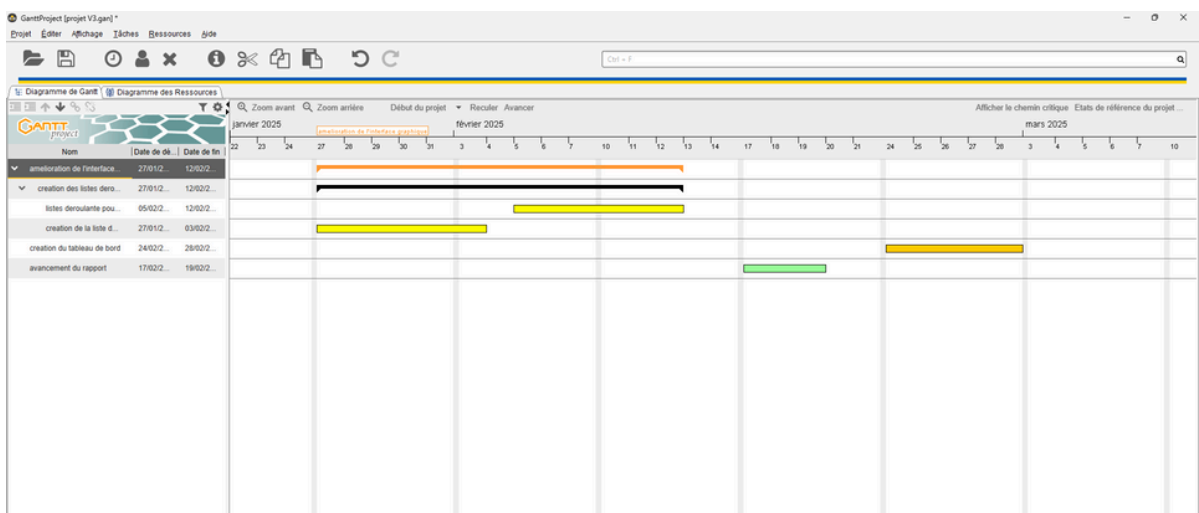 GanttProject [projet V3.gan] *
Projet Éditer Affichage Tâches Ressources Aide
Ctrl + F
Diagramme de Gantt Diagramme des Ressources
Zoom avant Zoom arrière Début du projet Reculer Avancer Afficher le chemin critique Etats de référence du projet ...
GANTT project
janvier 2025 amelioration de l'interface graphique février 2025 mars 2025
Nom Date de dé... Date de fin
22 23 24 27 28 29 30 31 3 4 5 6 7 10 11 12 13 14 17 18 19 20 21 24 25 26 27 28 3 4 5 6 7 10
amelioration de l'interface... 27/01/2... 12/02/2...
creation des listes dero... 27/01/2... 12/02/2...
listes deroulante pou... 05/02/2... 12/02/2...
creation de la liste d... 27/01/2... 03/02/2...
creation du tableau de bord 24/02/2... 28/02/2...
avancement du rapport 17/02/2... 19/02/2...